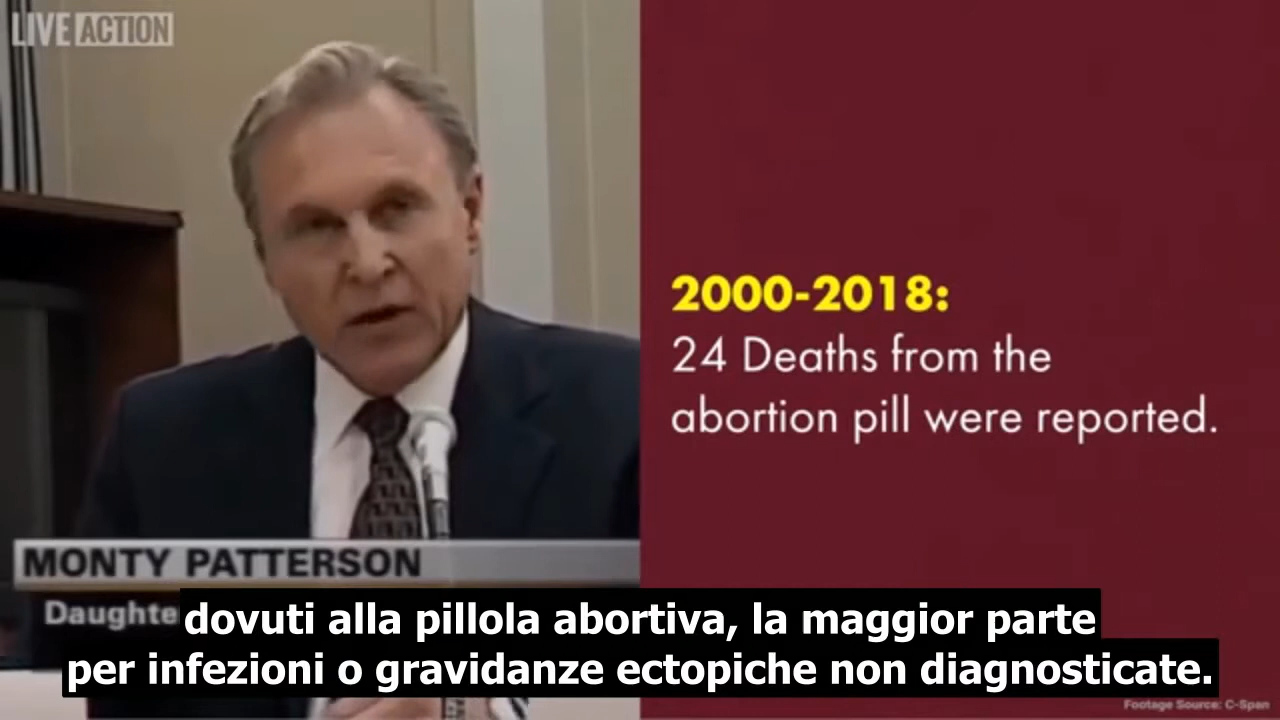 LIVE ACTION
2000-2018:
24 Deaths from the
abortion pill were reported.
MONTY PATTERSON
Daughte
dovuti alla pillola abortiva, la maggior parte
per infezioni o gravidanze ectopiche non diagnosticate.
Footage Source: C-Span